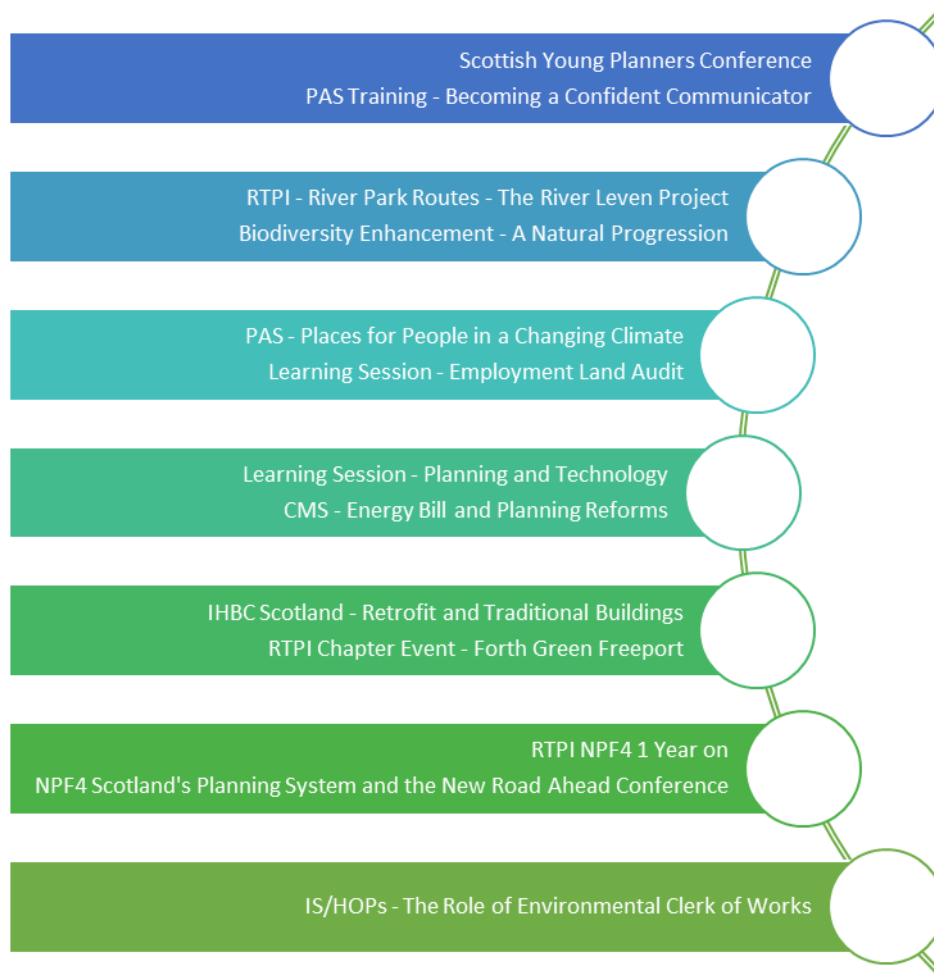 Scottish Young Planners Conference
PAS Training - Becoming a Confident Communicator
RTPI - River Park Routes - The River Leven Project
Biodiversity Enhancement - A Natural Progression
PAS - Places for People in a Changing Climate
Learning Session - Employment Land Audit
Learning Session - Planning and Technology
CMS - Energy Bill and Planning Reforms
IHBC Scotland - Retrofit and Traditional Buildings
RTPI Chapter Event - Forth Green Freeport
RTPI NPF4 1 Year on
NPF4 Scotland's Planning System and the New Road Ahead Conference
IS/HOPs - The Role of Environmental Clerk of Works